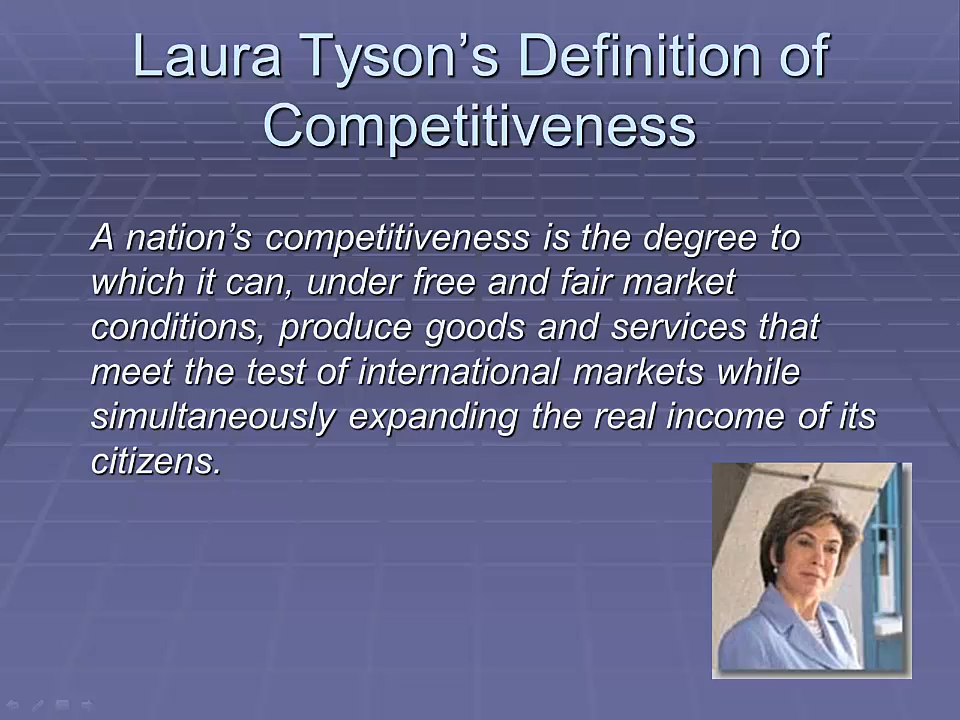 Laura Tyson’s Definition of
Competitiveness
A nation’s competitiveness is the degree to
which it can, under free and fair market
conditions, produce goods and services that
meet the test of international markets while
simultaneously expanding the real income of its
citizens.